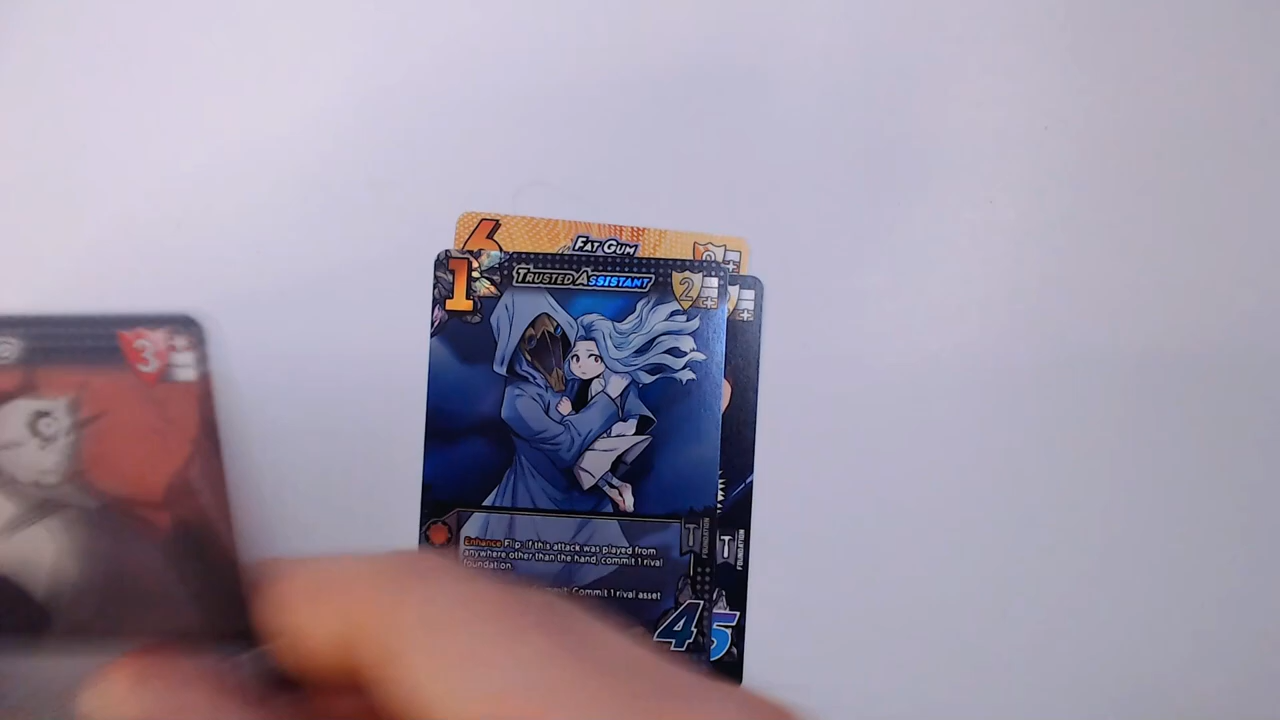 6
FAT GUM
1
TRUSTED ASSISTANT
2
3
Enhance Flip: If this attack was played from
anywhere other than the hand, commit 1 rival
foundation.
Commit 1 rival asset
FOUNDATION
FOUNDATION
4
5